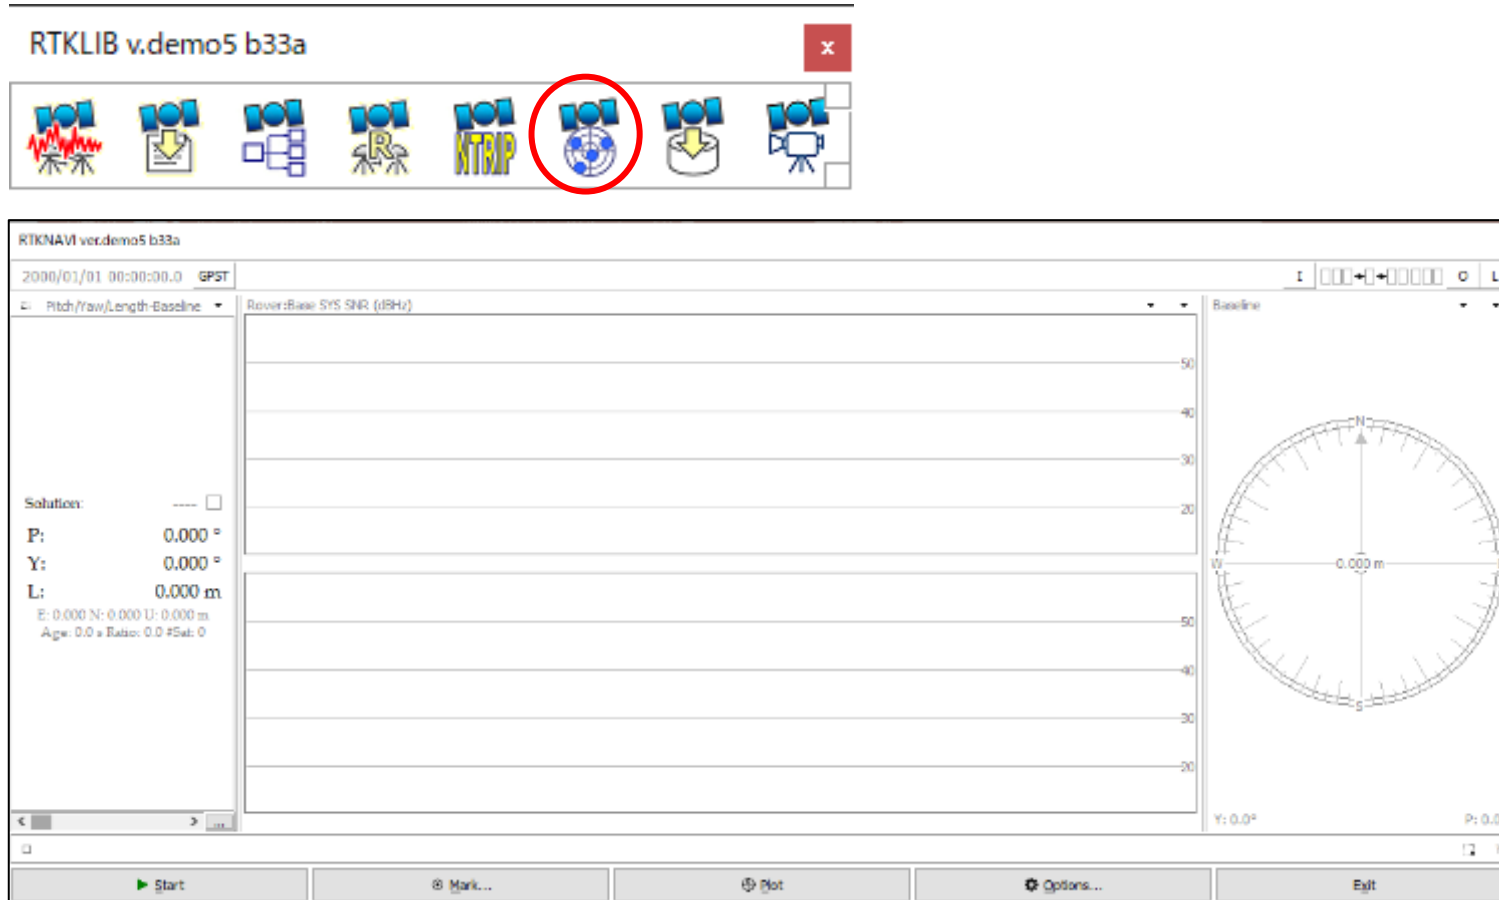 RTKLIB v.demo5 b33a
x
R
NTRIP
RTKNAVI ver.demo5 b33a
2000/01/01 00:00:00.0 GPST
I
O
L
Pitch/Yaw/Length-Baseline
Rover:Base SYS SNR (dBHz)
Baseline
50
40
30
20
N
W
0.000 m
S
Solution: ----
P: 0.000 °
Y: 0.000 °
L: 0.000 m
E: 0.000 N: 0.000 U: 0.000 m
Age: 0.0 s Ratio: 0.0 #Sat: 0
50
40
30
20
...
Y: 0.0°
P: 0.0
Start
Mark...
Plot
Options...
Exit